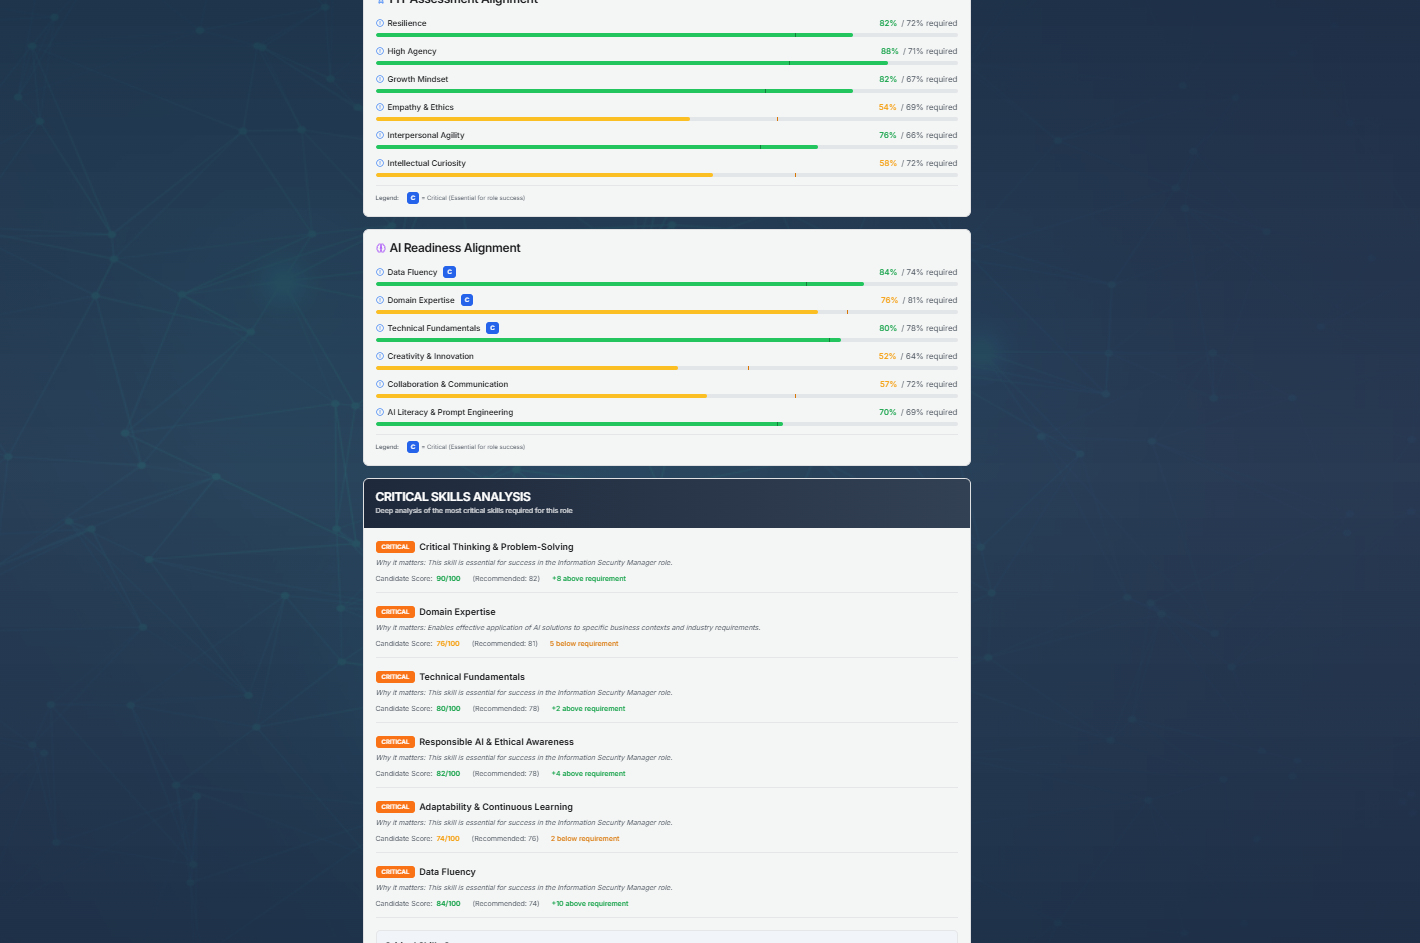 Assessment Alignment
Resilience 82% / 72% required
High Agency 88% / 71% required
Growth Mindset 82% / 67% required
Empathy & Ethics 54% / 69% required
Interpersonal Agility 76% / 66% required
Intellectual Curiosity 58% / 72% required
Legend: C = Critical (Essential for role success)
AI Readiness Alignment
Data Fluency C 84% / 74% required
Domain Expertise C 76% / 81% required
Technical Fundamentals C 80% / 78% required
Creativity & Innovation 52% / 64% required
Collaboration & Communication 57% / 72% required
AI Literacy & Prompt Engineering 70% / 69% required
Legend: C = Critical (Essential for role success)
CRITICAL SKILLS ANALYSIS
Deep analysis of the most critical skills required for this role
CRITICAL Critical Thinking & Problem-Solving
Why it matters: This skill is essential for success in the Information Security Manager role.
Candidate Score: 90/100 (Recommended: 82) +8 above requirement
CRITICAL Domain Expertise
Why it matters: Enables effective application of AI solutions to specific business contexts and industry requirements.
Candidate Score: 76/100 (Recommended: 81) 5 below requirement
CRITICAL Technical Fundamentals
Why it matters: This skill is essential for success in the Information Security Manager role.
Candidate Score: 80/100 (Recommended: 78) +2 above requirement
CRITICAL Responsible AI & Ethical Awareness
Why it matters: This skill is essential for success in the Information Security Manager role.
Candidate Score: 82/100 (Recommended: 78) +4 above requirement
CRITICAL Adaptability & Continuous Learning
Why it matters: This skill is essential for success in the Information Security Manager role.
Candidate Score: 74/100 (Recommended: 76) 2 below requirement
CRITICAL Data Fluency
Why it matters: This skill is essential for success in the Information Security Manager role.
Candidate Score: 84/100 (Recommended: 74) +10 above requirement